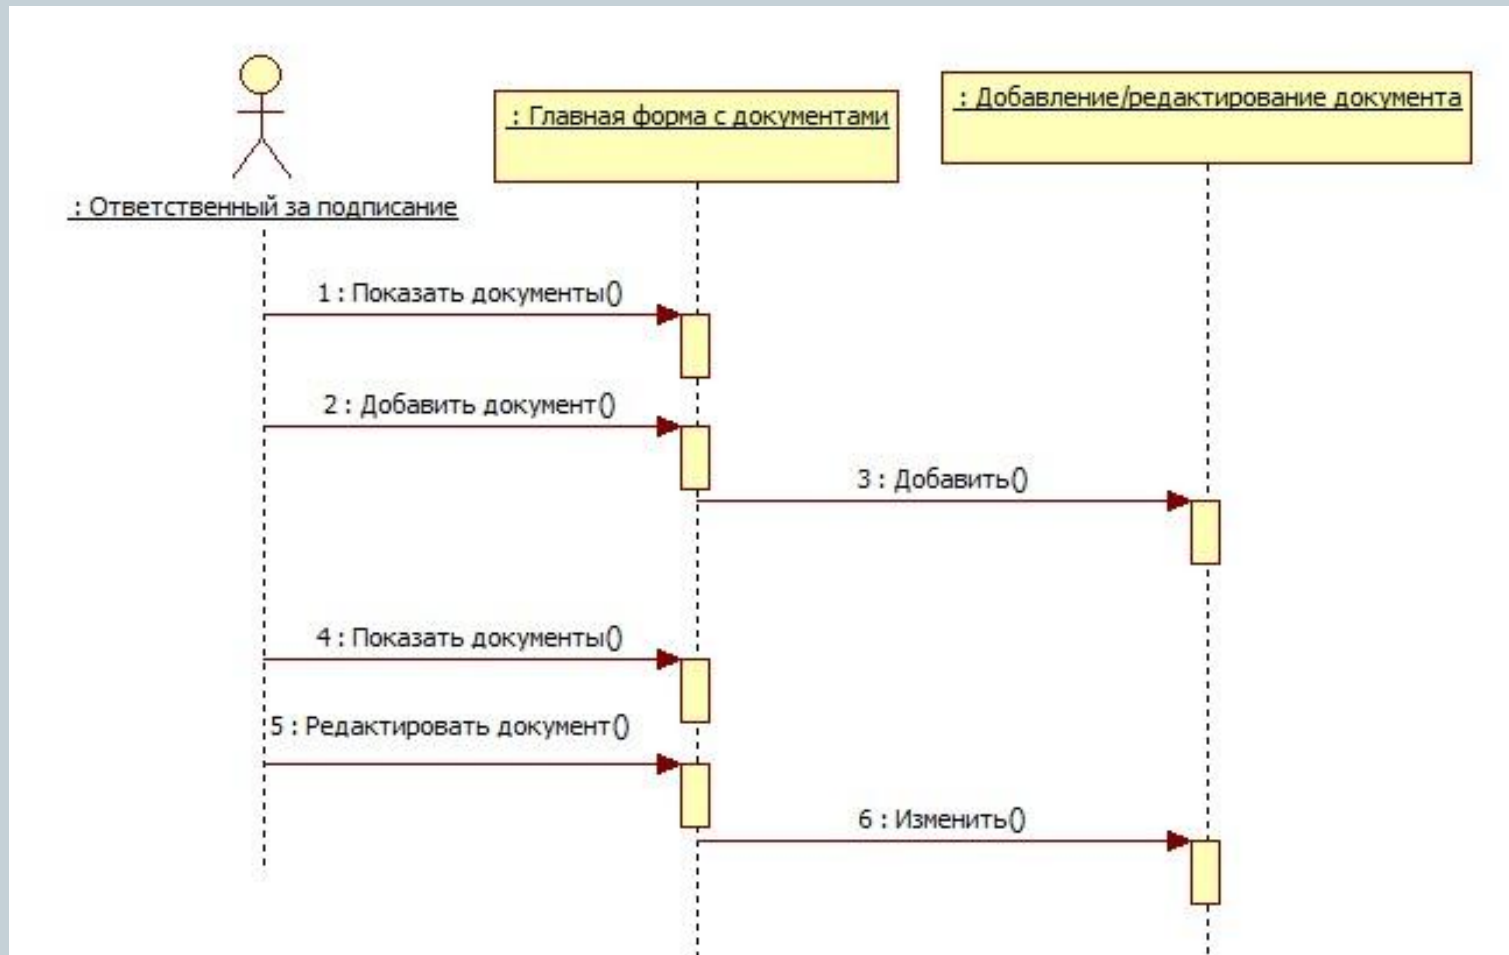 : Ответственный за подписание
: Главная форма с документами
: Добавление/редактирование документа
1 : Показать документы()
2 : Добавить документ()
3 : Добавить()
4 : Показать документы()
5 : Редактировать документ()
6 : Изменить()